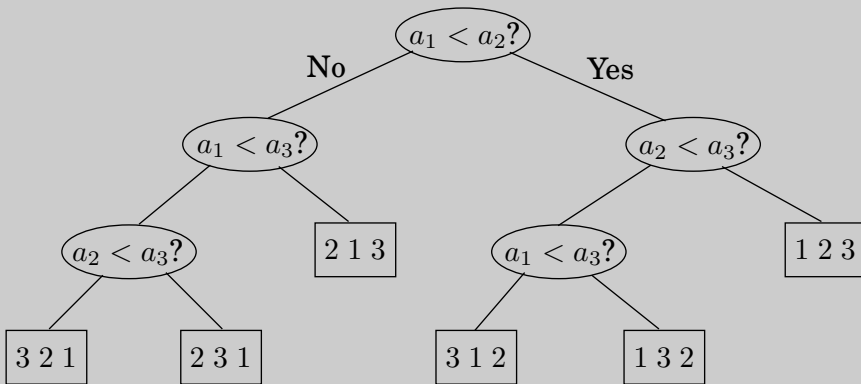 a₁ < a₂?
No Yes
a₁ < a₃? a₂ < a₃?
a₂ < a₃? 2 1 3 a₁ < a₃? 1 2 3
3 2 1 2 3 1 3 1 2 1 3 2